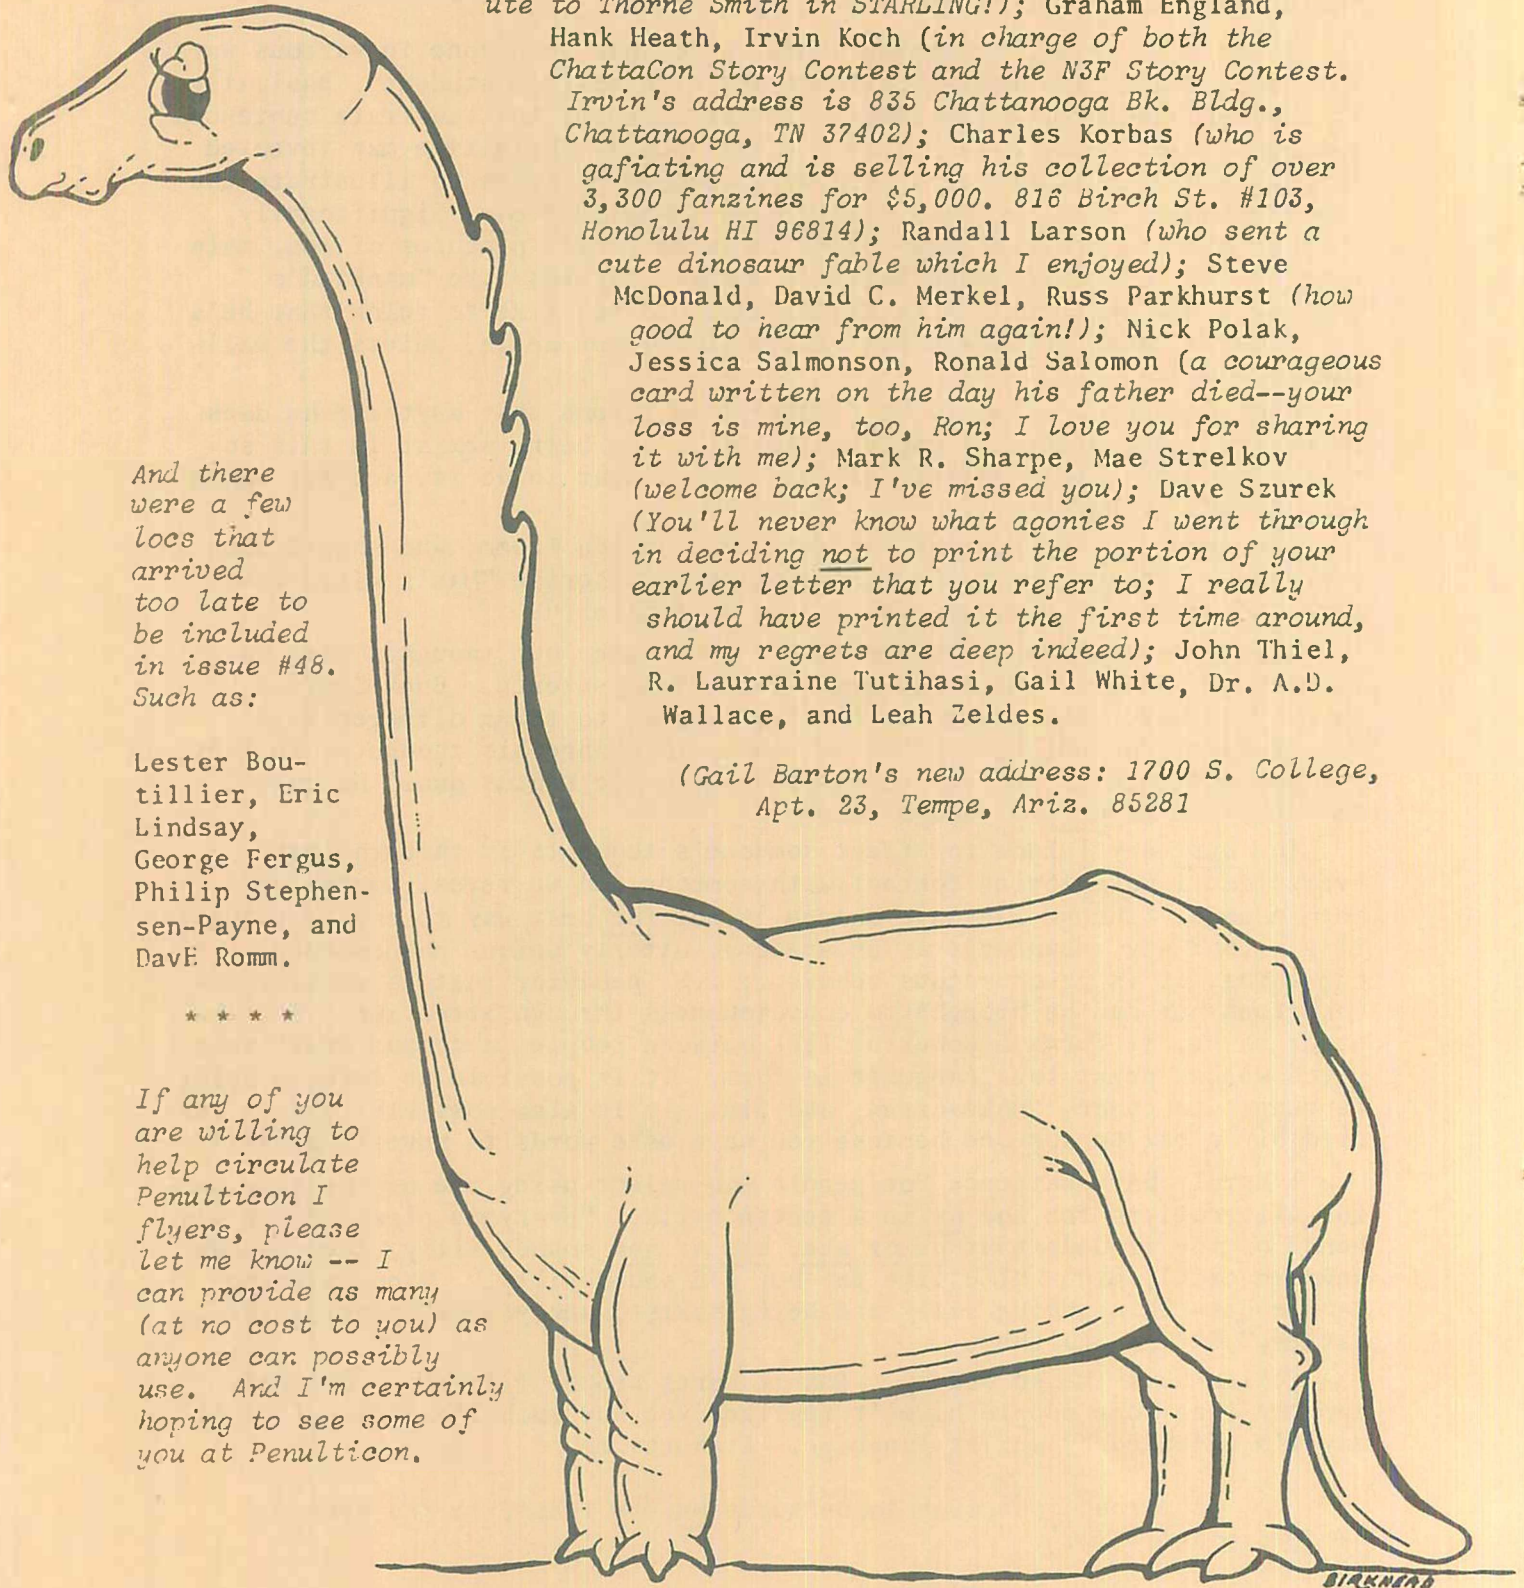 ute to Thorne Smith in STARLING!); Graham England,
Hank Heath, Irvin Koch (in charge of both the
ChattaCon Story Contest and the N3F Story Contest.
Irvin's address is 835 Chattanooga Bk. Bldg.,
Chattanooga, TN 37402); Charles Korbas (who is
gafiating and is selling his collection of over
3,300 fanzines for $5,000. 816 Birch St. #103,
Honolulu HI 96814); Randall Larson (who sent a
cute dinosaur fable which I enjoyed); Steve
McDonald, David C. Merkel, Russ Parkhurst (how
good to hear from him again!); Nick Polak,
Jessica Salmonson, Ronald Salomon (a courageous
card written on the day his father died--your
loss is mine, too, Ron; I love you for sharing
it with me); Mark R. Sharpe, Mae Strelkov
(welcome back; I've missed you); Dave Szurek
(You'll never know what agonies I went through
in deciding not to print the portion of your
earlier letter that you refer to; I really
should have printed it the first time around,
and my regrets are deep indeed); John Thiel,
R. Laurraine Tutihasi, Gail White, Dr. A.D.
Wallace, and Leah Zeldes.
(Gail Barton's new address: 1700 S. College,
Apt. 23, Tempe, Ariz. 85281
And there
were a few
locs that
arrived
too late to
be included
in issue #48.
Such as:
Lester Bou-
tillier, Eric
Lindsay,
George Fergus,
Philip Stephen-
sen-Payne, and
DavE Romm.
* * * *
If any of you
are willing to
help circulate
Penulticon I
flyers, please
let me know -- I
can provide as many
(at no cost to you) as
anyone can possibly
use. And I'm certainly
hoping to see some of
you at Penulticon.
BIRKHEAD